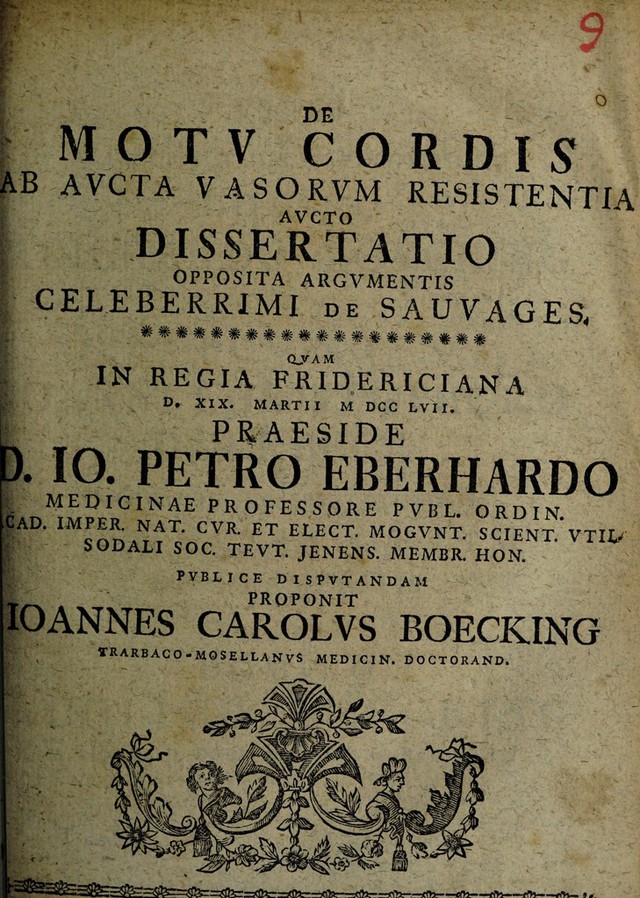 9
DE
MOTV CORDIS
AB AVCTA VASORVM RESISTENTIA
AVCTO
DISSERTATIO
OPPOSITA ARGVMENTIS
CELEBERRIMI DE SAUVAGES,
QVAM
IN REGIA FRIDERICIANA
D. XIX. MARTII M DCC LVII.
PRAESIDE
D. IO. PETRO EBERHARDO
MEDICINAE PROFESSORE PVBL. ORDIN.
CAD. IMPER. NAT. CVR. ET ELECT. MOGVNT. SCIENT. VTIL.
SODALI SOC. TEVT. JENENS. MEMBR. HON.
PVBLICE DISPVTANDAM
PROPONIT
IOANNES CAROLVS BOECKING
TRARBACO-MOSELLANVS MEDICIN. DOCTORAND.